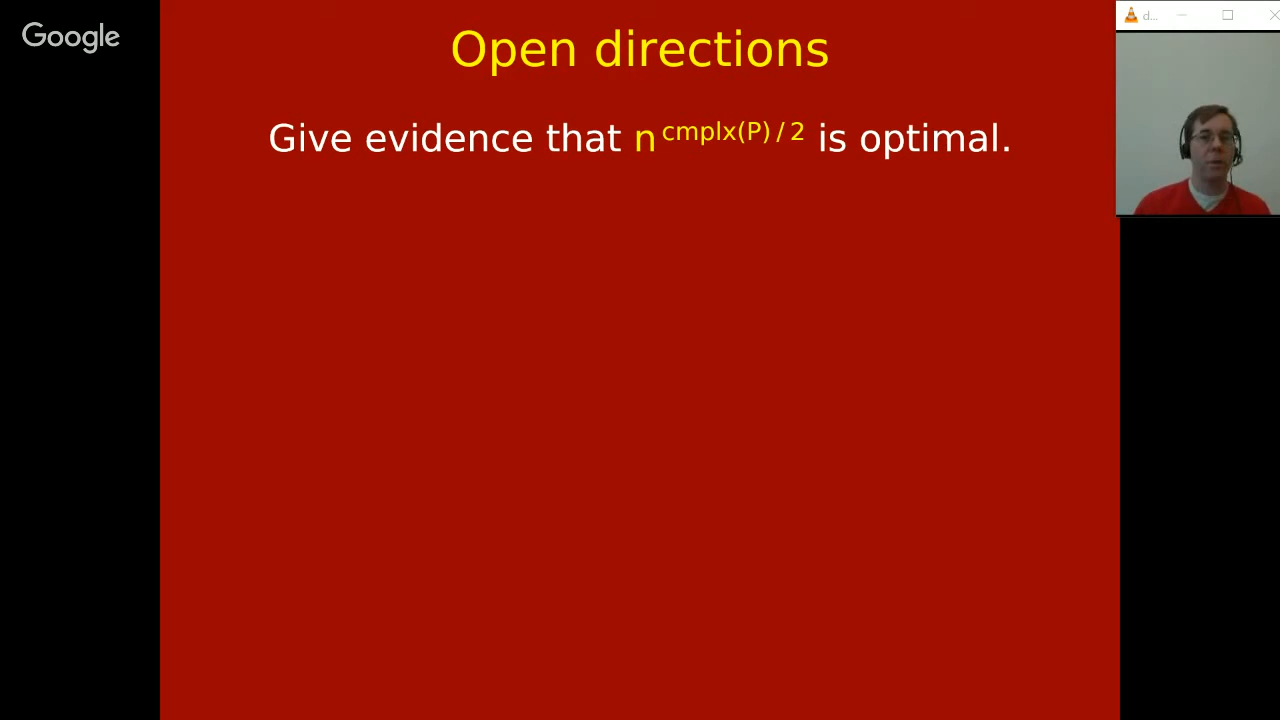 Google
d...
Open directions
Give evidence that n^cmplx(P) / 2 is optimal.